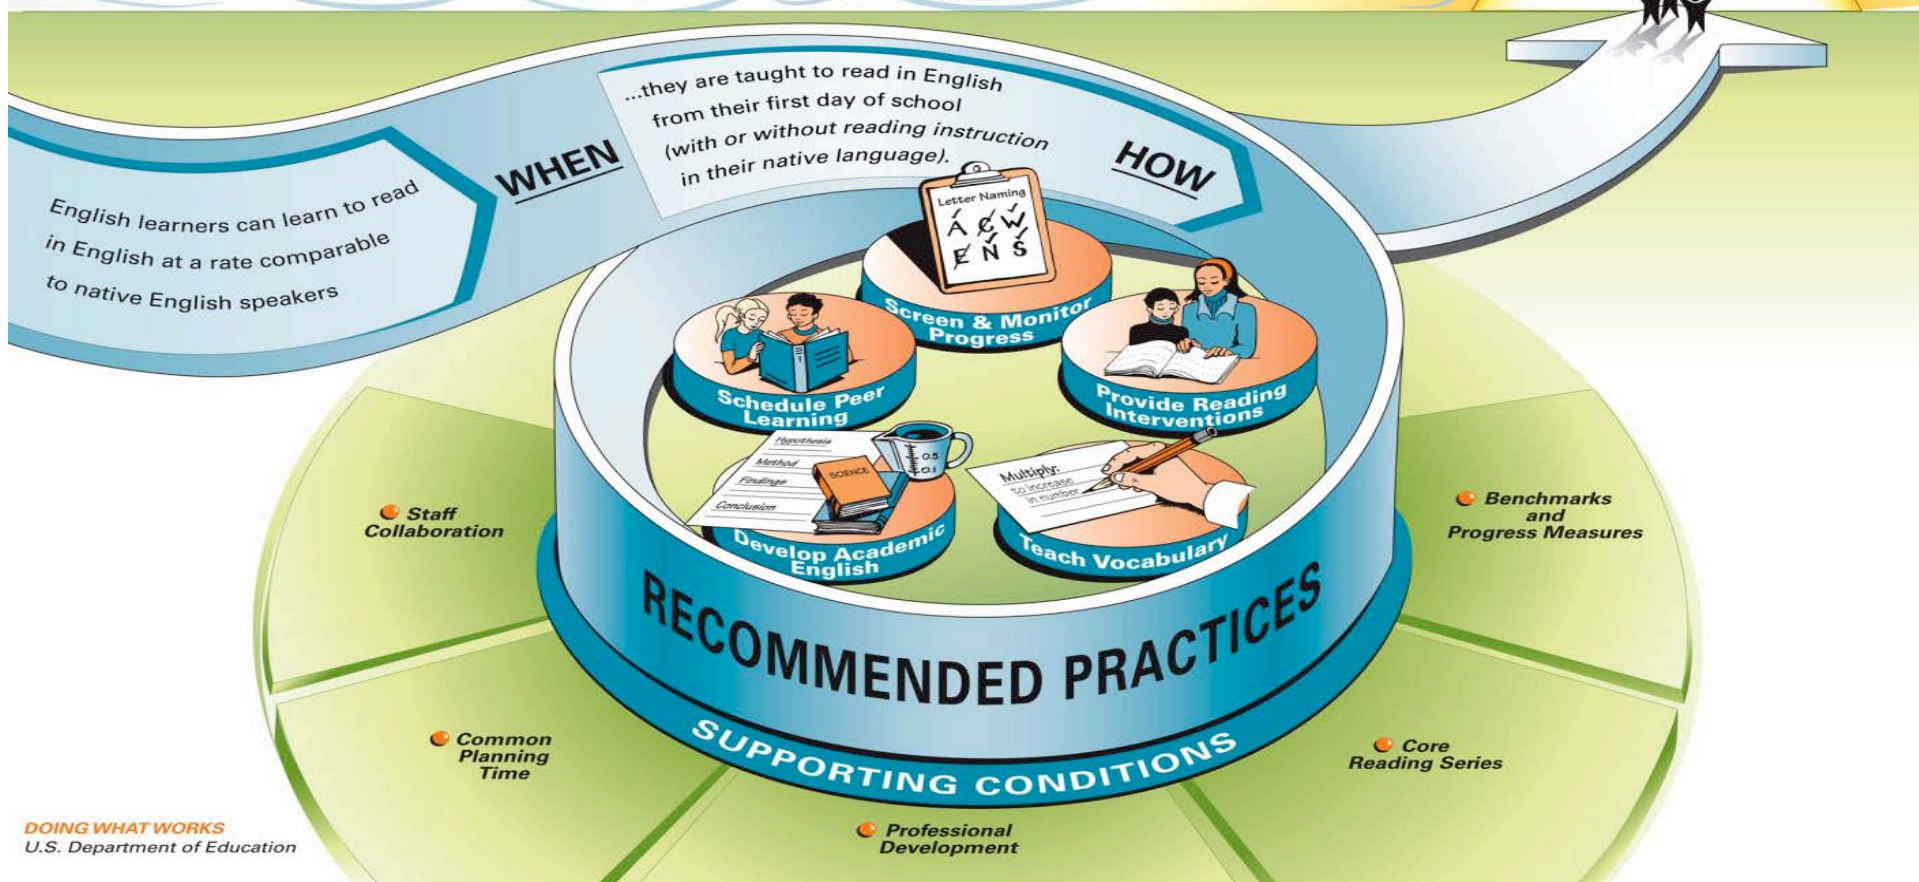 English learners can learn to read
in English at a rate comparable
to native English speakers
WHEN
...they are taught to read in English
from their first day of school
(with or without reading instruction
in their native language).
HOW
Letter Naming
A C W
E N S
Screen & Monitor
Progress
Schedule Peer
Learning
Provide Reading
Interventions
Hypothesis
Method
Findings
Conclusion
SCIENCE
0.5
0.1
Develop Academic
English
Multiply:
to increase
in number
Teach Vocabulary
RECOMMENDED PRACTICES
SUPPORTING CONDITIONS
Staff
Collaboration
Common
Planning
Time
Professional
Development
Core
Reading Series
Benchmarks
and
Progress Measures
DOING WHAT WORKS
U.S. Department of Education